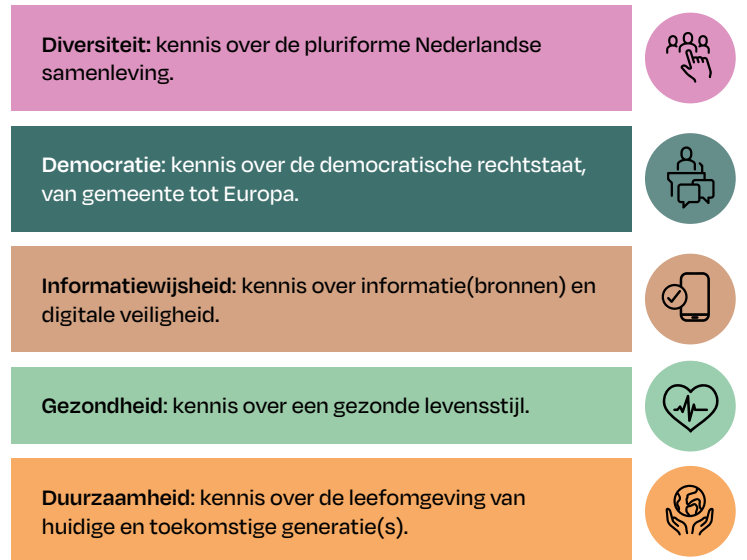 Diversiteit: kennis over de pluriforme Nederlandse
samenleving.
Democratie: kennis over de democratische rechtstaat,
van gemeente tot Europa.
Informatiewijsheid: kennis over informatie(bronnen) en
digitale veiligheid.
Gezondheid: kennis over een gezonde levensstijl.
Duurzaamheid: kennis over de leefomgeving van
huidige en toekomstige generatie(s).